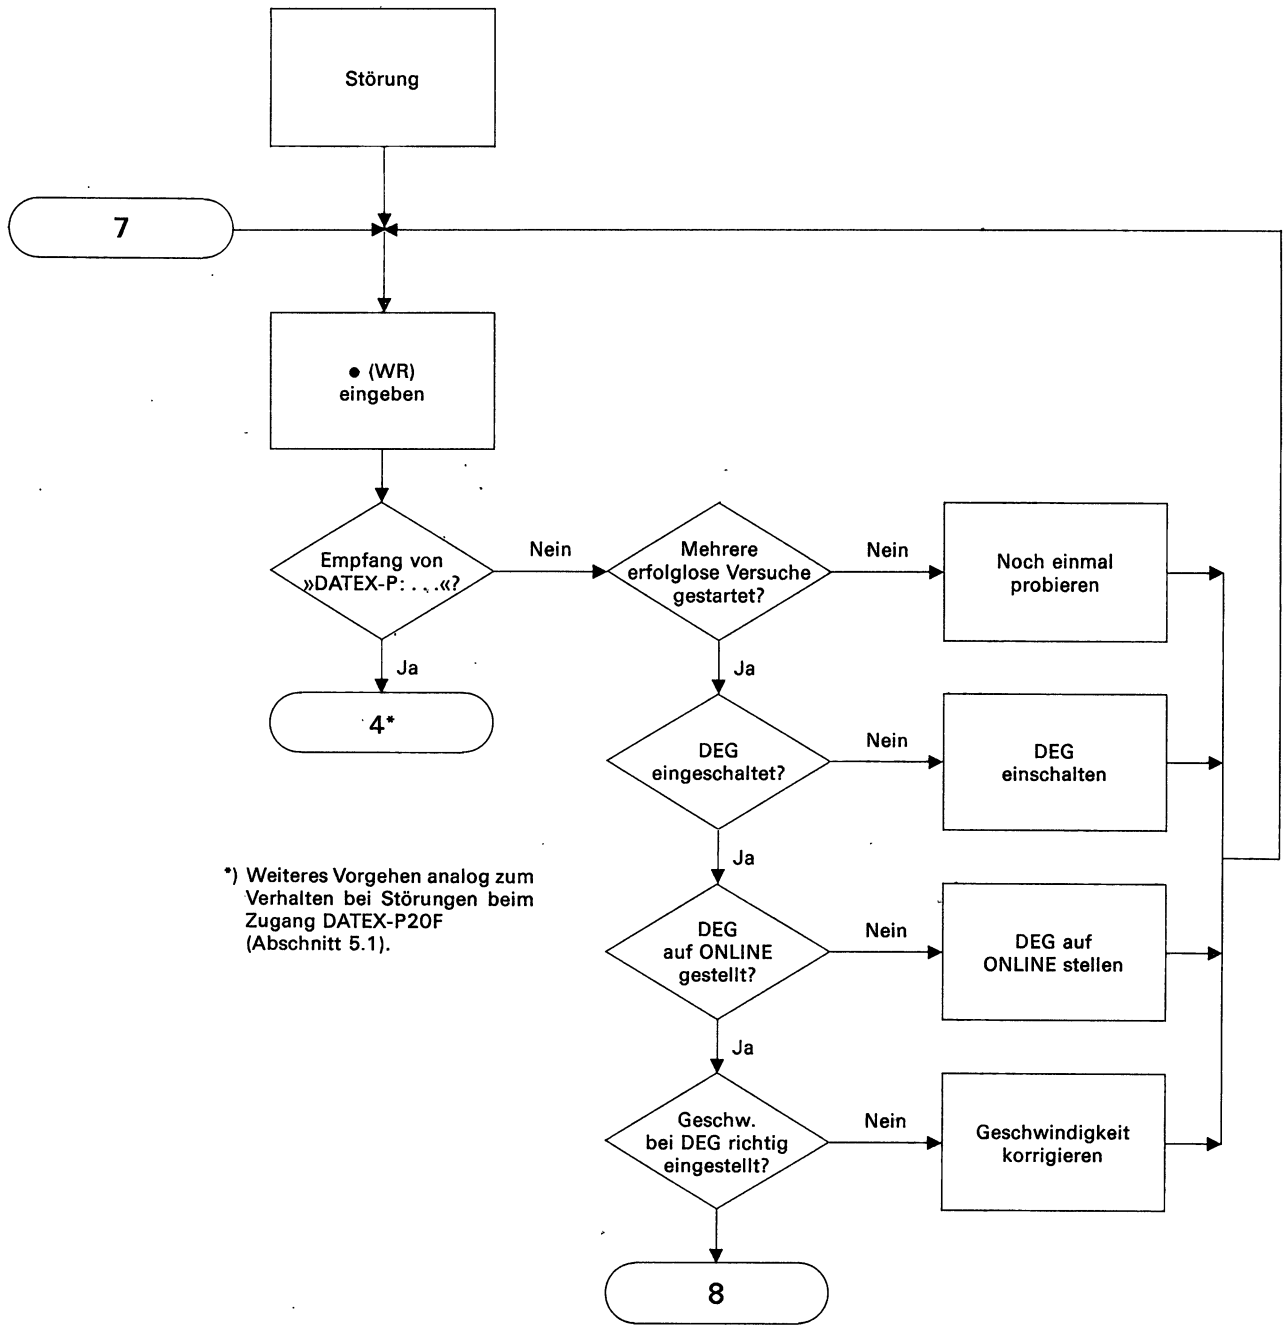 Störung
7
● (WR)
eingeben
Empfang von
»DATEX-P: . . .«?
Nein
Mehrere
erfolglose Versuche
gestartet?
Nein
Noch einmal
probieren
Ja
4*
Ja
DEG
eingeschaltet?
Nein
DEG
einschalten
*) Weiteres Vorgehen analog zum
Verhalten bei Störungen beim
Zugang DATEX-P20F
(Abschnitt 5.1).
Ja
DEG
auf ONLINE
gestellt?
Nein
DEG auf
ONLINE stellen
Ja
Geschw.
bei DEG richtig
eingestellt?
Nein
Geschwindigkeit
korrigieren
8